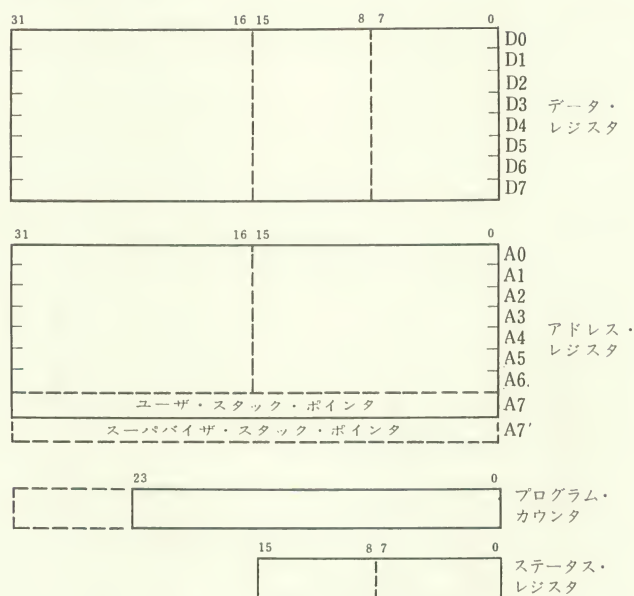 31 16 15 8 7 0
D0
D1
D2
D3
D4
D5
D6
D7
データ・
レジスタ
31 16 15 0
A0
A1
A2
A3
A4
A5
A6.
A7
A7'
アドレス・
レジスタ
ユーザ・スタック・ポインタ
スーパバイザ・スタック・ポインタ
23 0
プログラム・
カウンタ
15 8 7 0
ステータス・
レジスタ